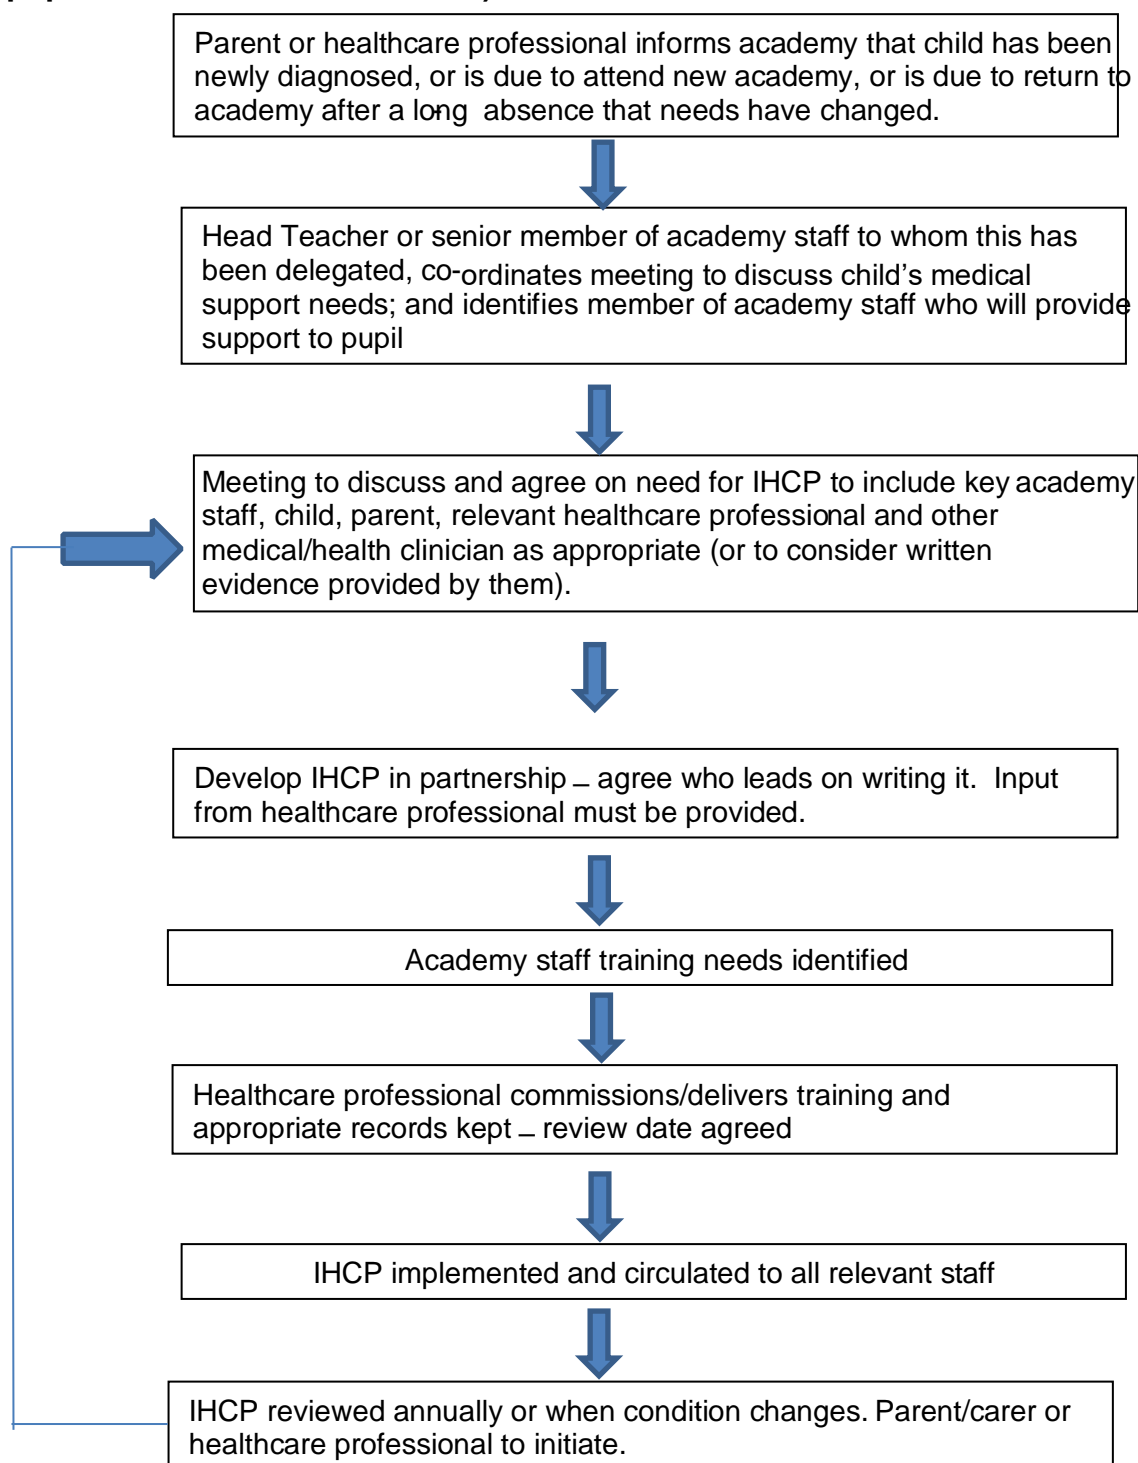 Parent or healthcare professional informs academy that child has been
newly diagnosed, or is due to attend new academy, or is due to return to
academy after a long absence that needs have changed.
Head Teacher or senior member of academy staff to whom this has
been delegated, co-ordinates meeting to discuss child's medical
support needs; and identifies member of academy staff who will provide
support to pupil
Meeting to discuss and agree on need for IHCP to include key academy
staff, child, parent, relevant healthcare professional and other
medical/health clinician as appropriate (or to consider written
evidence provided by them).
Develop IHCP in partnership – agree who leads on writing it. Input
from healthcare professional must be provided.
Academy staff training needs identified
Healthcare professional commissions/delivers training and
appropriate records kept – review date agreed
IHCP implemented and circulated to all relevant staff
IHCP reviewed annually or when condition changes. Parent/carer or
healthcare professional to initiate.